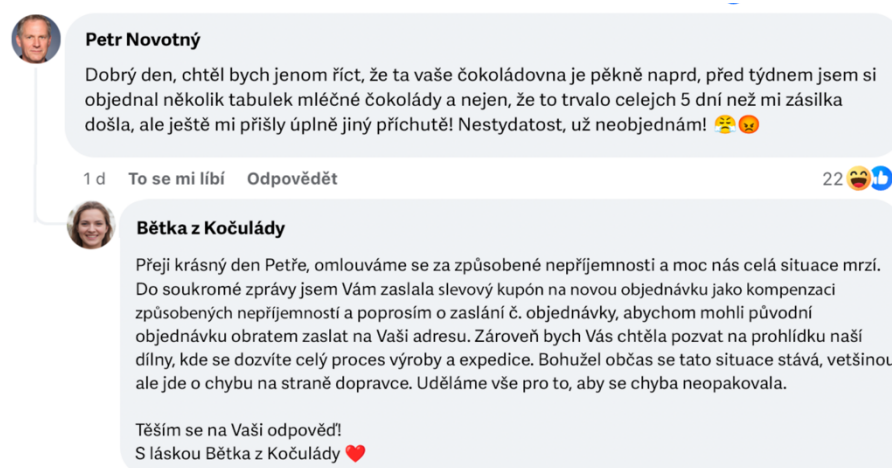 Petr Novotný
Dobrý den, chtěl bych jenom říct, že ta vaše čokoládovna je pěkně naprd, před týdnem jsem si
objednal několik tabulek mléčné čokolády a nejen, že to trvalo celejch 5 dní než mi zásilka
došla, ale ještě mi přišly úplně jiný příchutě! Nestydatost, už neobjednám! 😤😡
1 d To se mi líbí Odpovědět 22
Bětka z Kočulády
Přeji krásný den Petře, omlouváme se za způsobené nepříjemnosti a moc nás celá situace mrzí.
Do soukromé zprávy jsem Vám zaslala slevový kupón na novou objednávku jako kompenzaci
způsobených nepříjemností a poprosím o zaslání č. objednávky, abychom mohli původní
objednávku obratem zaslat na Vaši adresu. Zároveň bych Vás chtěla pozvat na prohlídku naší
dílny, kde se dozvíte celý proces výroby a expedice. Bohužel občas se tato situace stává, vetšinou
ale jde o chybu na straně dopravce. Uděláme vše pro to, aby se chyba neopakovala.
Těším se na Vaši odpověď!
S láskou Bětka z Kočulády ❤️